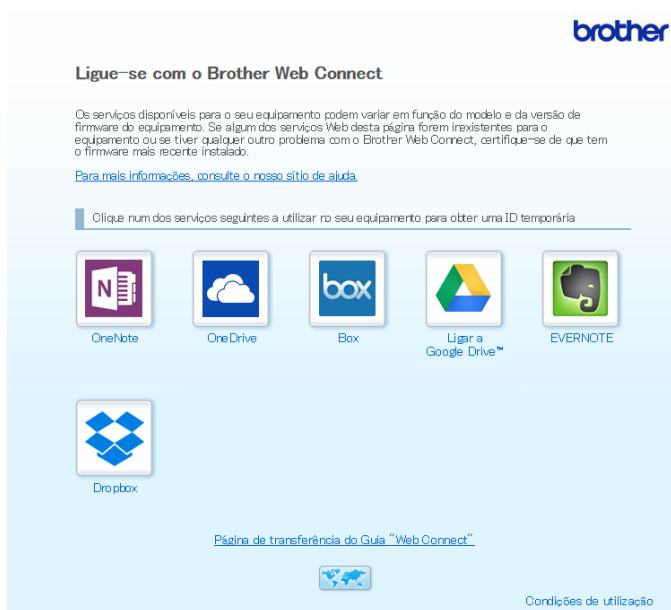 brother
Ligue-se com o Brother Web Connect
Os serviços disponíveis para o seu equipamento podem variar em função do modelo e da versão de
firmware do equipamento. Se algum dos serviços Web desta página forem inexistentes para o
equipamento ou se tiver qualquer outro problema com o Brother Web Connect, certifique-se de que tem
o firmware mais recente instalado.
Para mais informações, consulte o nosso sítio de ajuda.
Clique num dos serviços seguintes a utilizar no seu equipamento para obter uma ID temporária
N
box
OneNote OneDrive Box Ligar a EVERNOTE
Google Drive™
Dropbox
Página de transferência do Guia "Web Connect"
Condições de utilização